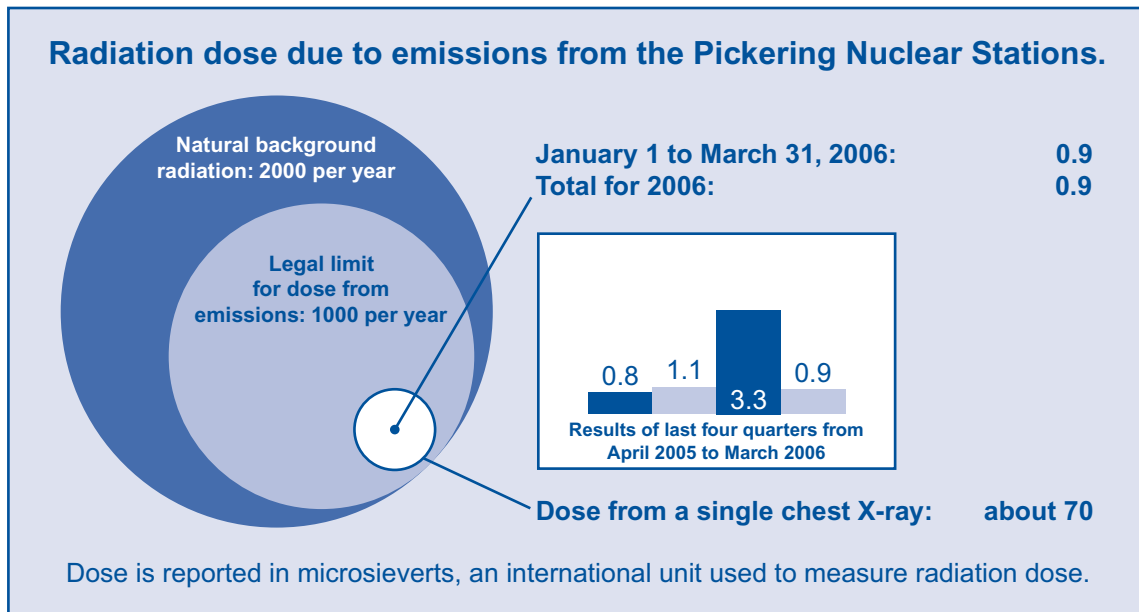 Radiation dose due to emissions from the Pickering Nuclear Stations.
Natural background
radiation: 2000 per year
Legal limit
for dose from
emissions: 1000 per year
January 1 to March 31, 2006: 0.9
Total for 2006: 0.9
0.8 1.1 3.3 0.9
Results of last four quarters from
April 2005 to March 2006
Dose from a single chest X-ray: about 70
Dose is reported in microsieverts, an international unit used to measure radiation dose.